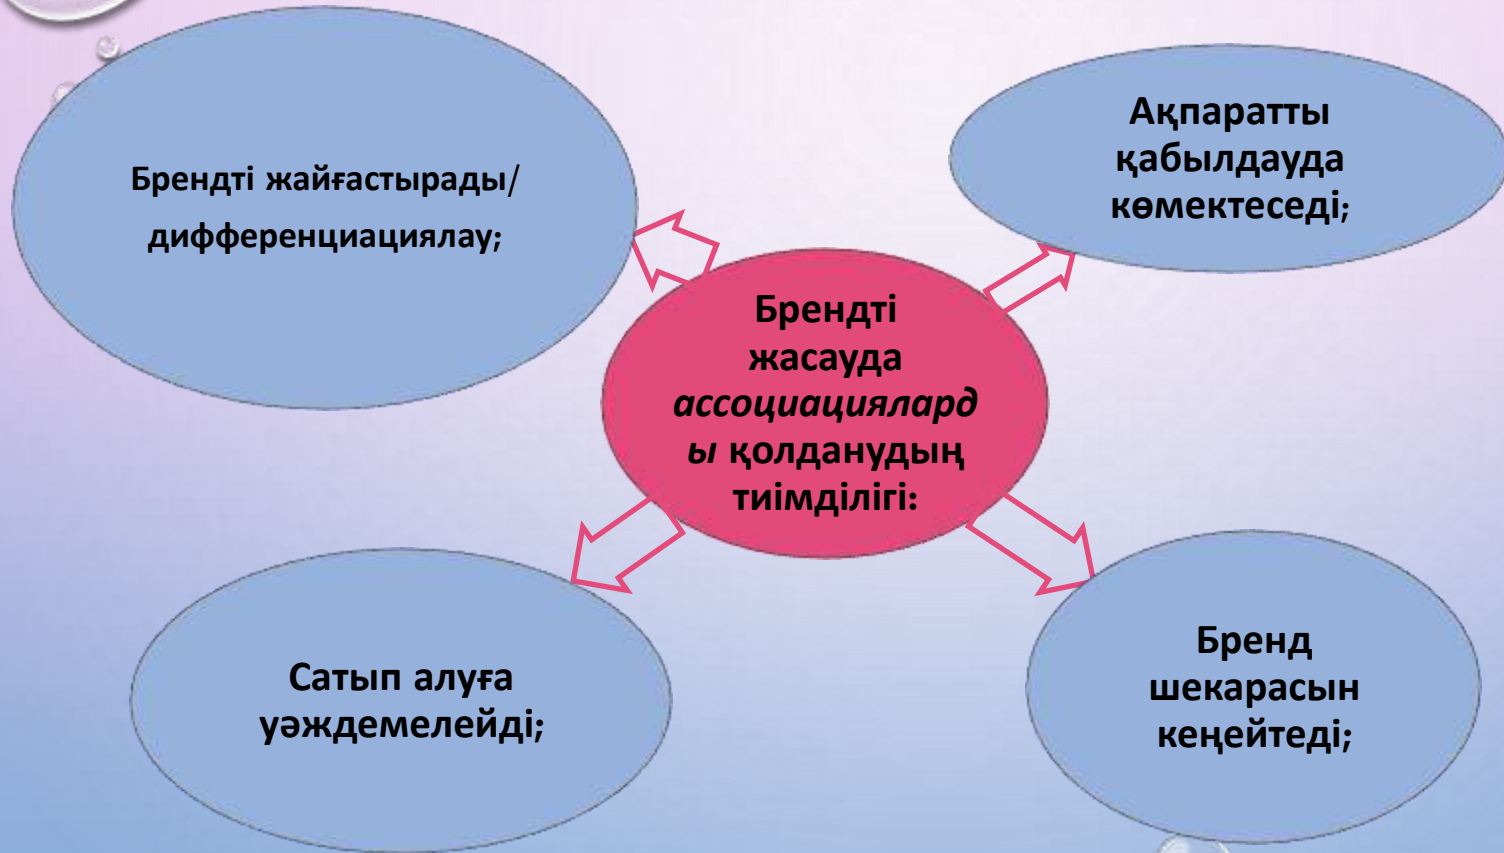 Брендті жайғастырады/
дифференциациялау;
Ақпаратты
қабылдауда
көмектеседі;
Брендті
жасауда
ассоциациялард
ы қолданудың
тиімділігі:
Сатып алуға
уәждемелейді;
Бренд
шекарасын
кеңейтеді;